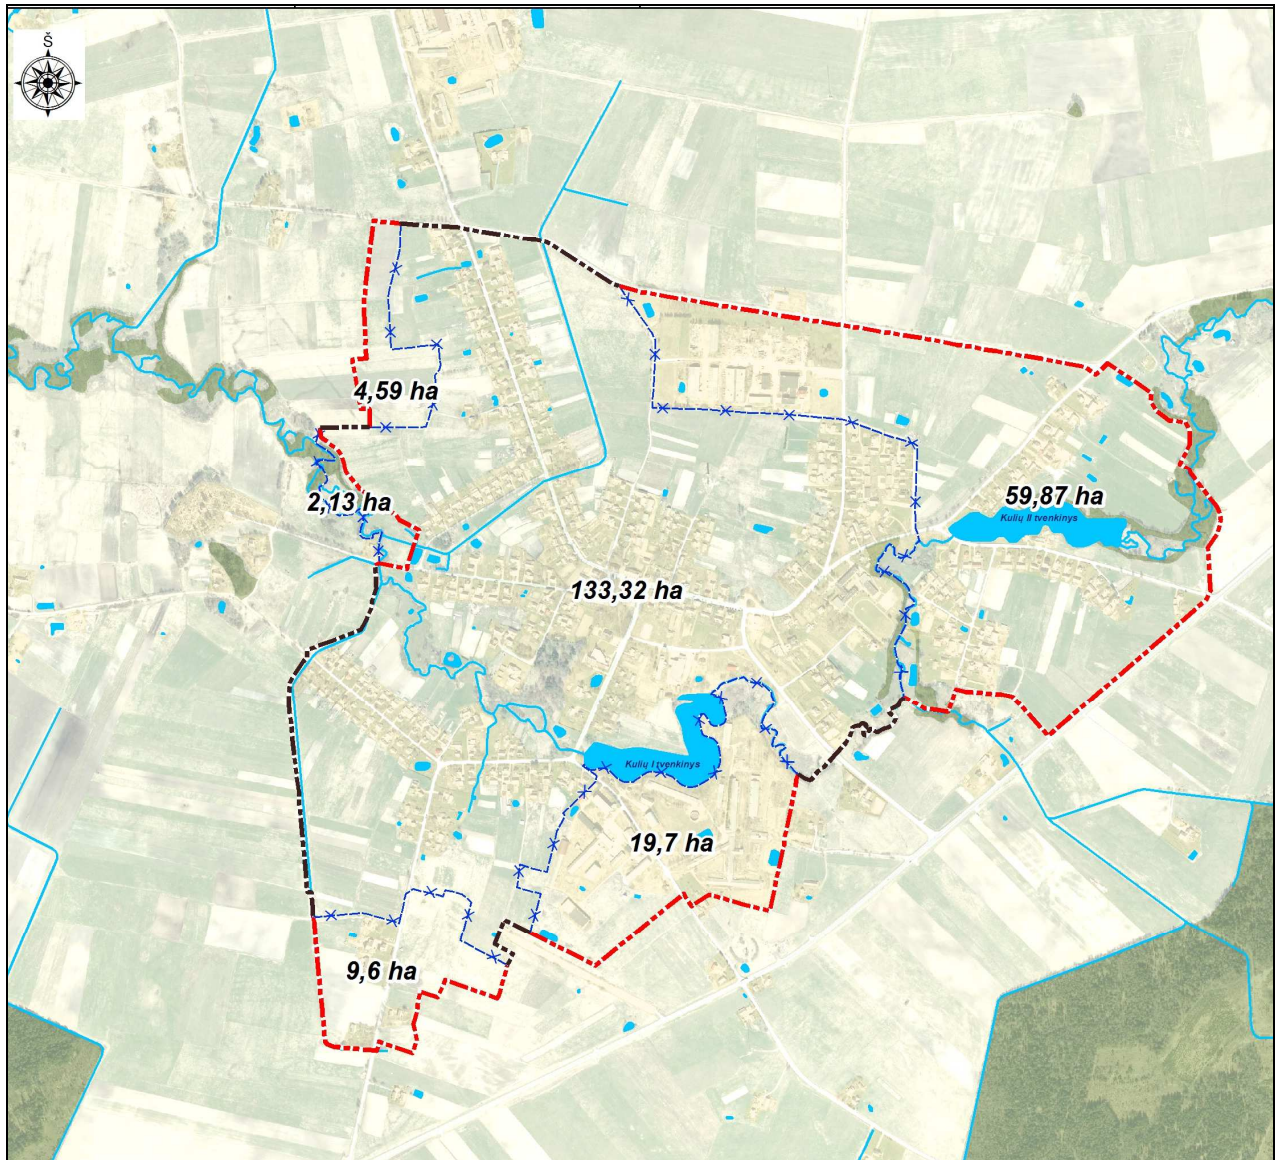 Š
4,59 ha
2,13 ha
59,87 ha
Kulių II tvenkinys
133,32 ha
Kulių I tvenkinys
19,7 ha
9,6 ha